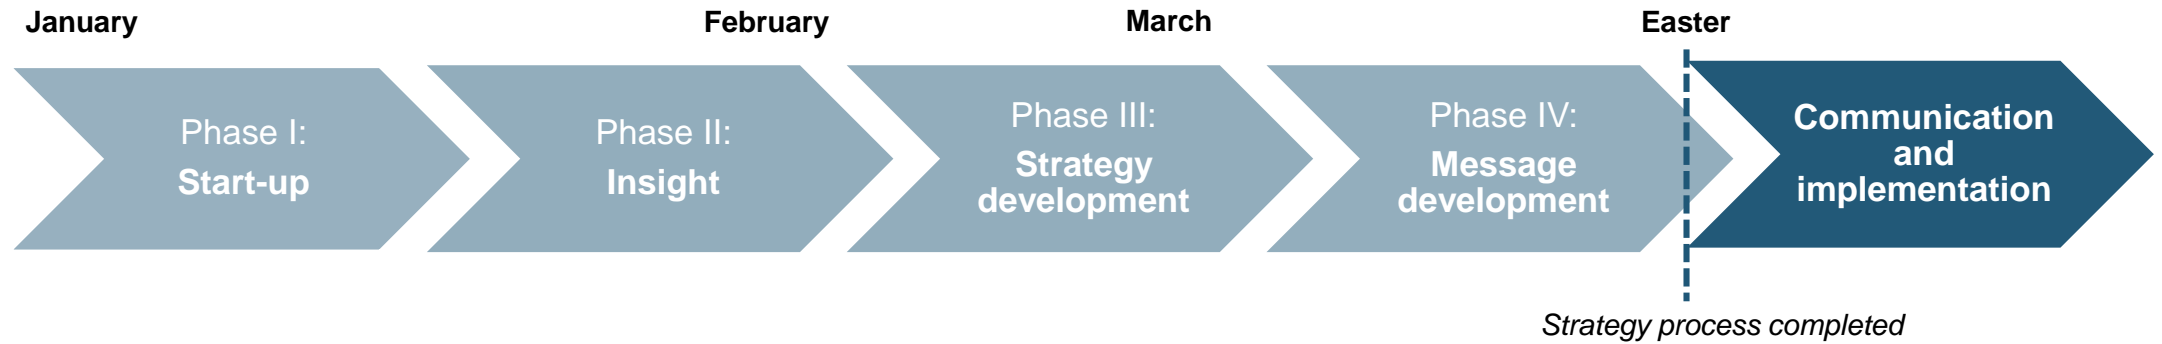 January
February
March
Easter
Phase I:
Start-up
Phase II:
Insight
Phase III:
Strategy
development
Phase IV:
Message
development
Communication
and
implementation
Strategy process completed